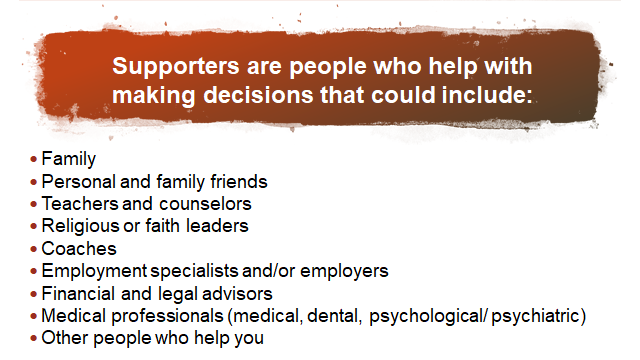 Supporters are people who help with
making decisions that could include:
• Family
• Personal and family friends
• Teachers and counselors
• Religious or faith leaders
• Coaches
• Employment specialists and/or employers
• Financial and legal advisors
• Medical professionals (medical, dental, psychological/ psychiatric)
• Other people who help you